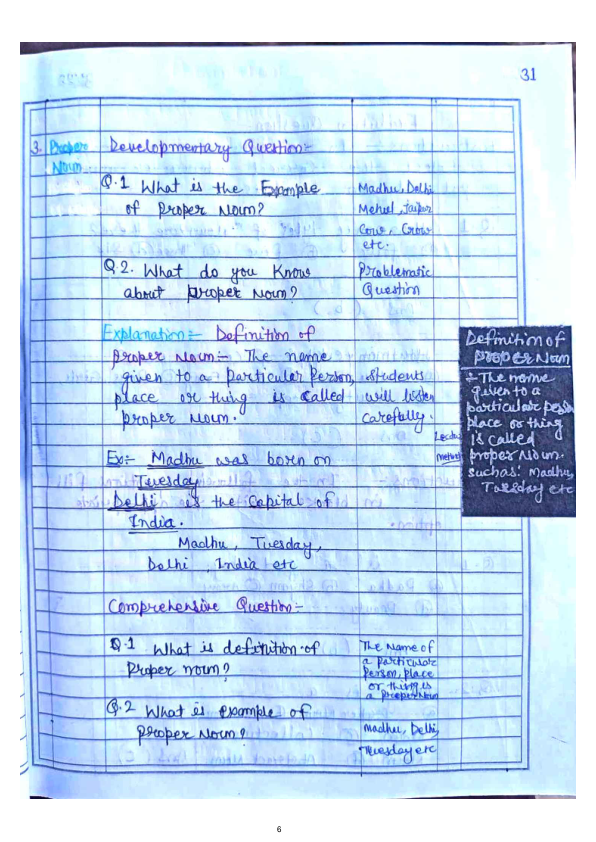 31
3. Proper Noun
Developmentary Question:-
Q.1 What is the Example
of Proper Noun?
Madhu, Delhi
Mehul, Jaipur
Cow, Crow
etc.
Q 2. What do you Know
about proper Noun?
Problematic
Question
Explanation:- Definition of
proper Noun:- The name
given to a particular person,
place or thing is called
proper Noun.
students
will listen
carefully.
Lecture
method
Definition of
proper Noun
:- The name
given to a
particular person
place or thing
is called
proper Noun.
suchas: Madhu,
Tuesday etc
Ex:- Madhu was born on
Tuesday
Delhi is the Capital of
India.
Madhu, Tuesday,
Delhi, India etc
Comprehensive Question:-
Q.1 What is definition of
Proper noun?
The Name of
a particular
person, place
or thing is
a proper Noun
Q.2 What is example of
proper Noun?
Madhu, Delhi,
Tuesday etc
6